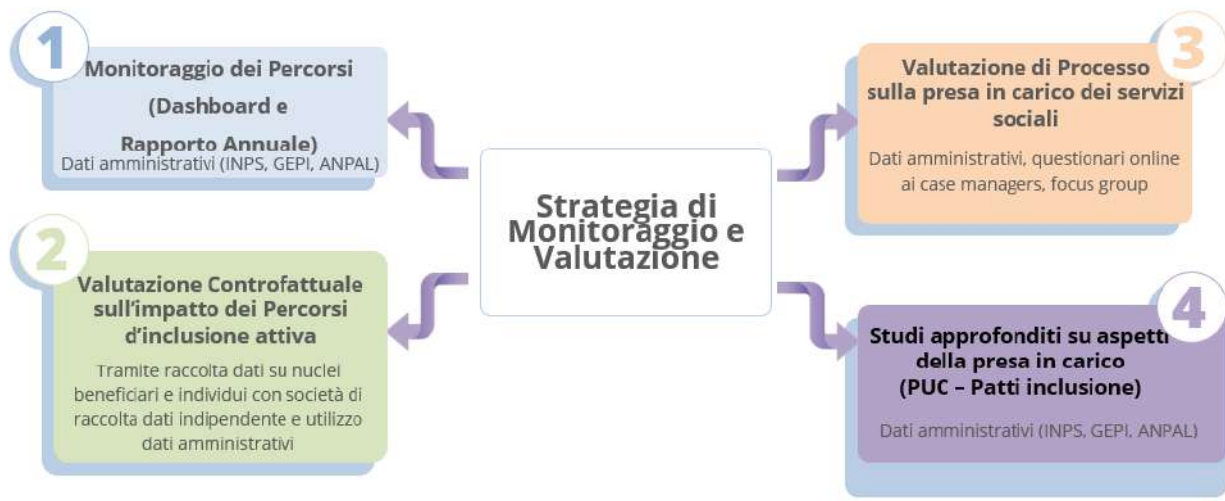 1
Monitoraggio dei Percorsi
(Dashboard e
Rapporto Annuale)
Dati amministrativi (INPS, GEPI, ANPAL)
2
Valutazione Controfattuale
sull'impatto dei Percorsi
d'inclusione attiva
Tramite raccolta dati su nuclei
beneficiari e individui con società di
raccolta dati indipendente e utilizzo
dati amministrativi
Strategia di
Monitoraggio e
Valutazione
3
Valutazione di Processo
sulla presa in carico dei servizi
sociali
Dati amministrativi, questionari online
ai case managers, focus group
4
Studi approfonditi su aspetti
della presa in carico
(PUC – Patti inclusione)
Dati amministrativi (INPS, GEPI, ANPAL)